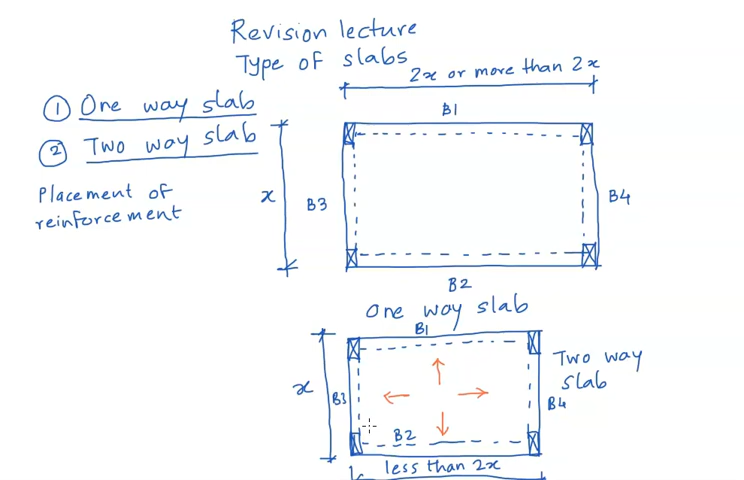 Revision lecture
Type of slabs
① One way slab
② Two way slab
Placement of
reinforcement
2x or more than 2x
B1
x
B3
B4
B2
One way slab
B1
x
B3
Two way
slab
B4
B2
less than 2x